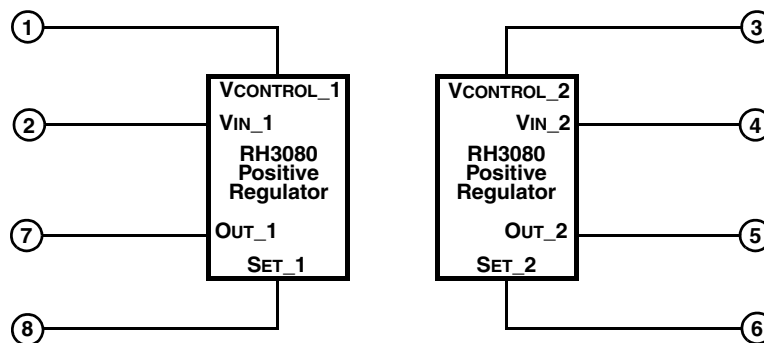 1
3
VCONTROL_1
VCONTROL_2
2
VIN_1
VIN_2
4
RH3080
Positive
Regulator
RH3080
Positive
Regulator
7
OUT_1
OUT_2
5
SET_1
SET_2
8
6